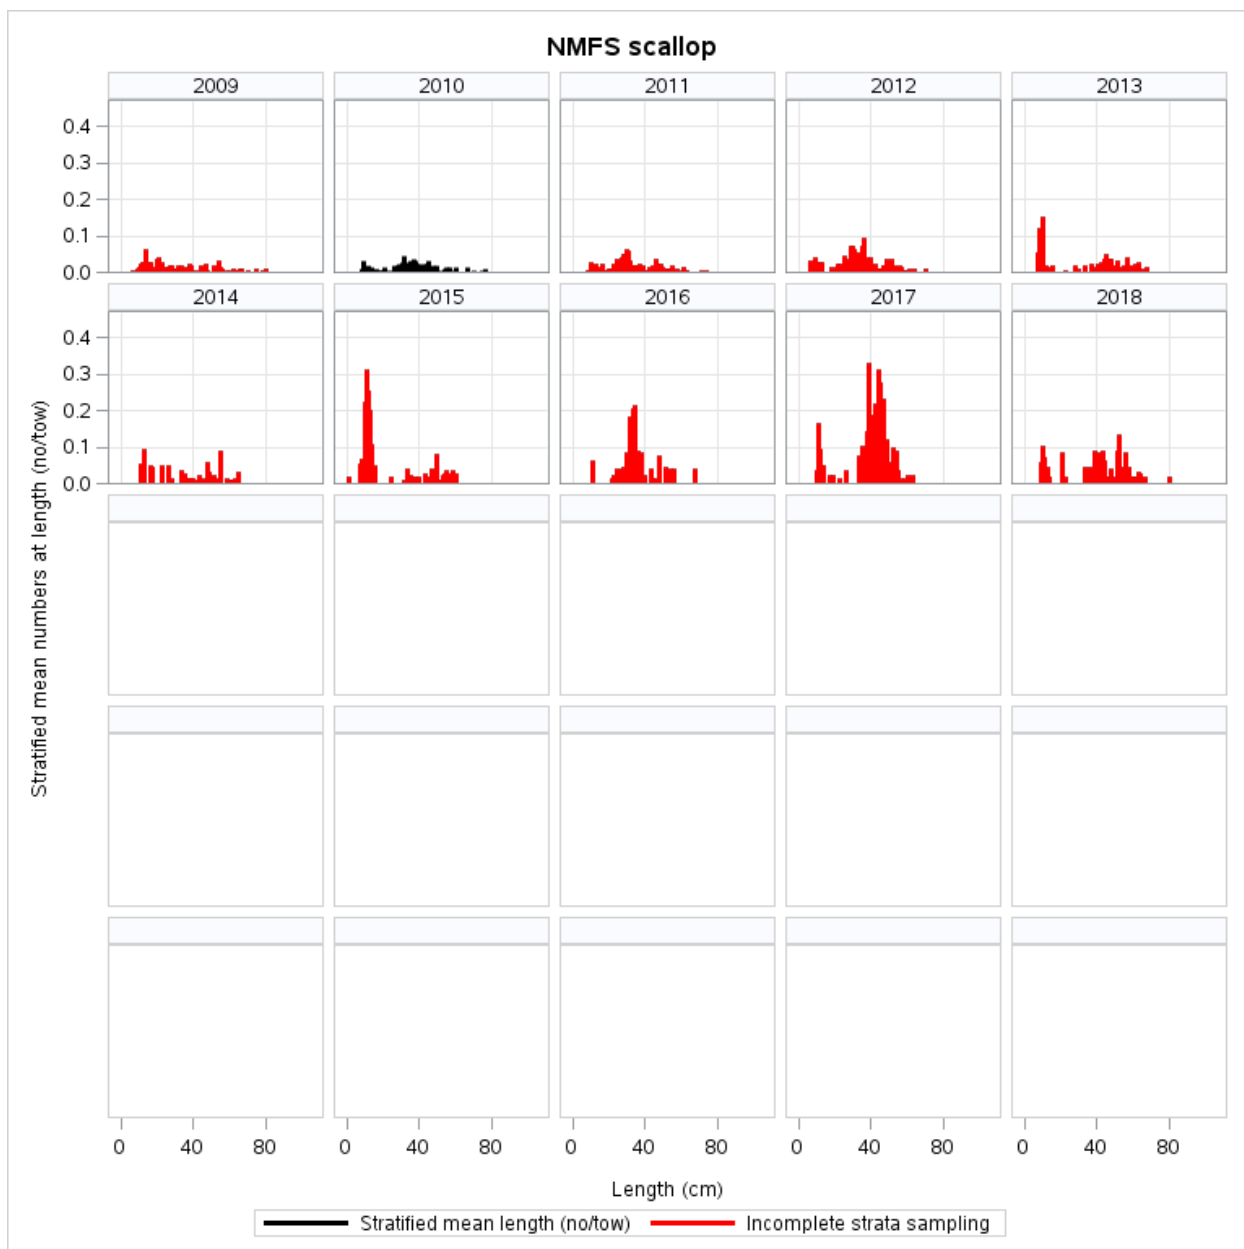 NMFS scallop
2009 2010 2011 2012 2013
0.4
0.3
0.2
0.1
0.0
2014 2015 2016 2017 2018
0.4
0.3
0.2
0.1
0.0
Stratified mean numbers at length (no/tow)
0 40 80 0 40 80 0 40 80 0 40 80 0 40 80
Length (cm)
Stratified mean length (no/tow) Incomplete strata sampling